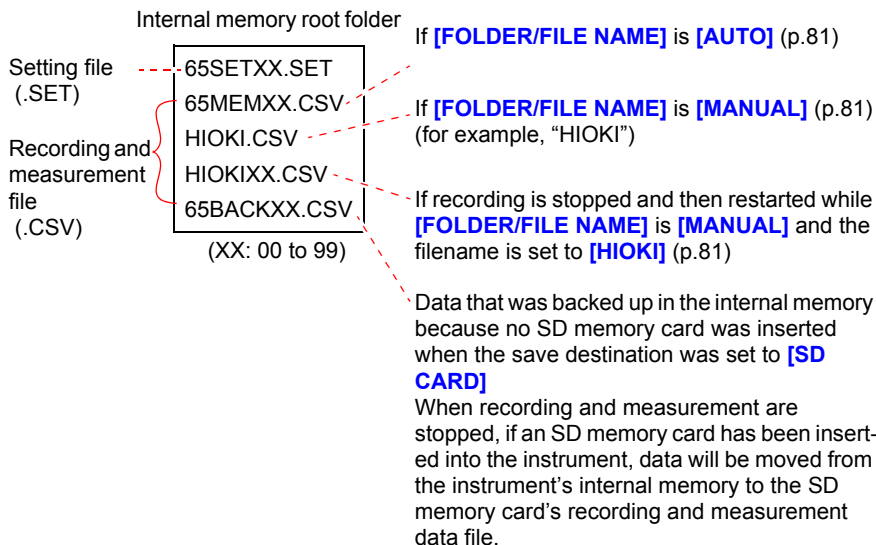 Internal memory root folder
Setting file
(.SET)
Recording and
measurement
file
(.CSV)
65SETXX.SET
65MEMXX.CSV
HIOKI.CSV
HIOKIXX.CSV
65BACKXX.CSV
(XX: 00 to 99)
If [FOLDER/FILE NAME] is [AUTO] (p.81)
If [FOLDER/FILE NAME] is [MANUAL] (p.81)
(for example, “HIOKI”)
If recording is stopped and then restarted while
[FOLDER/FILE NAME] is [MANUAL] and the
filename is set to [HIOKI] (p.81)
Data that was backed up in the internal memory
because no SD memory card was inserted
when the save destination was set to [SD
CARD]
When recording and measurement are
stopped, if an SD memory card has been insert-
ed into the instrument, data will be moved from
the instrument’s internal memory to the SD
memory card’s recording and measurement
data file.